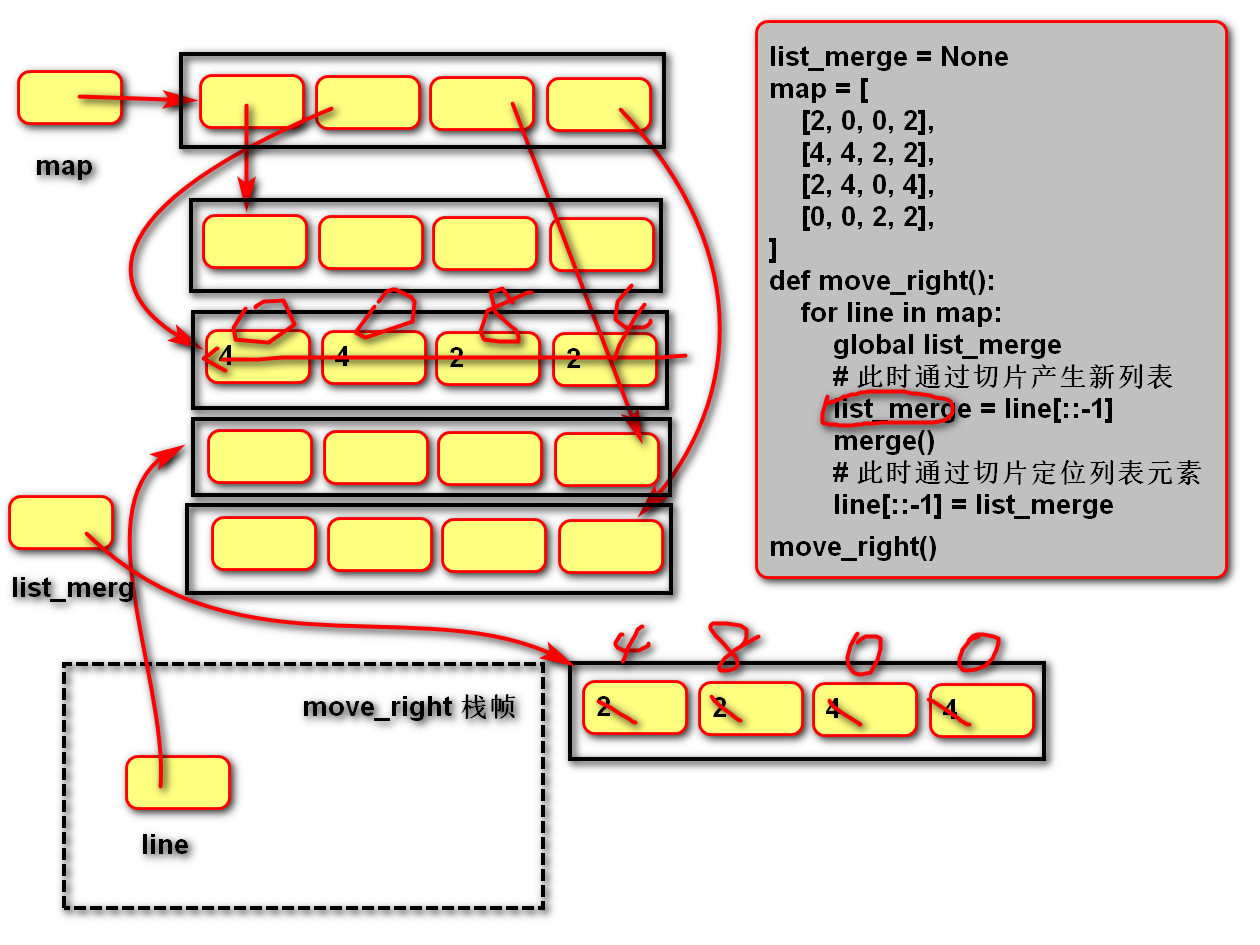 map
0 0 8 4
4 4 2 2
list_merg
4 8 0 0
2 2 4 4
move_right 栈帧
line
list_merge = None
map = [
[2, 0, 0, 2],
[4, 4, 2, 2],
[2, 4, 0, 4],
[0, 0, 2, 2],
]
def move_right():
for line in map:
global list_merge
# 此时通过切片产生新列表
list_merge = line[::-1]
merge()
# 此时通过切片定位列表元素
line[::-1] = list_merge
move_right()